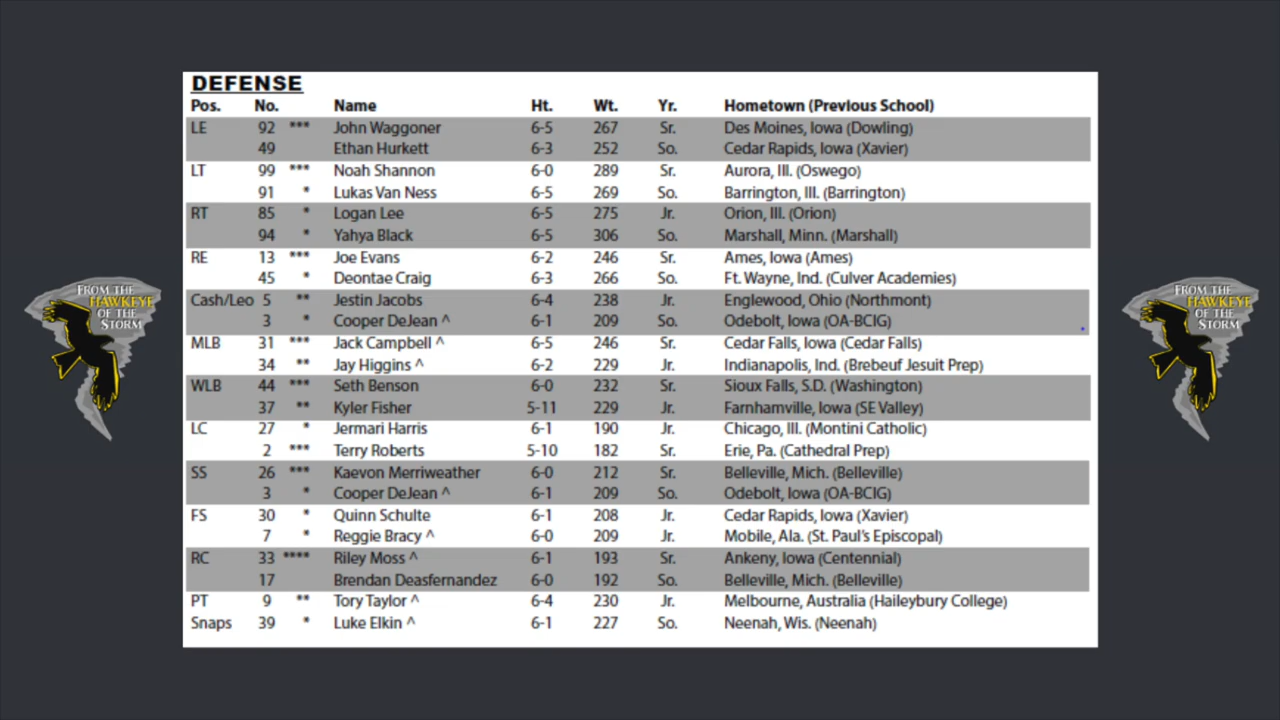 DEFENSE
Pos. No. Name Ht. Wt. Yr. Hometown (Previous School)
LE 92 *** John Waggoner 6-5 267 Sr. Des Moines, Iowa (Dowling)
49 Ethan Hurkett 6-3 252 So. Cedar Rapids, Iowa (Xavier)
LT 99 *** Noah Shannon 6-0 289 Sr. Aurora, Ill. (Oswego)
91 * Lukas Van Ness 6-5 269 So. Barrington, Ill. (Barrington)
RT 85 * Logan Lee 6-5 275 Jr. Orion, Ill. (Orion)
94 * Yahya Black 6-5 306 So. Marshall, Minn. (Marshall)
RE 13 *** Joe Evans 6-2 246 Sr. Ames, Iowa (Ames)
45 * Deontae Craig 6-3 266 So. Ft. Wayne, Ind. (Culver Academies)
Cash/Leo 5 ** Jestin Jacobs 6-4 238 Jr. Englewood, Ohio (Northmont)
3 * Cooper DeJean ^ 6-1 209 So. Odebolt, Iowa (OA-BCIG)
MLB 31 *** Jack Campbell ^ 6-5 246 Sr. Cedar Falls, Iowa (Cedar Falls)
34 ** Jay Higgins ^ 6-2 229 Jr. Indianapolis, Ind. (Brebeuf Jesuit Prep)
WLB 44 *** Seth Benson 6-0 232 Sr. Sioux Falls, S.D. (Washington)
37 ** Kyler Fisher 5-11 229 Jr. Farnhamville, Iowa (SE Valley)
LC 27 * Jermari Harris 6-1 190 Jr. Chicago, Ill. (Montini Catholic)
2 *** Terry Roberts 5-10 182 Sr. Erie, Pa. (Cathedral Prep)
SS 26 *** Kaevon Merriweather 6-0 212 Sr. Belleville, Mich. (Belleville)
3 * Cooper DeJean ^ 6-1 209 So. Odebolt, Iowa (OA-BCIG)
FS 30 * Quinn Schulte 6-1 208 Jr. Cedar Rapids, Iowa (Xavier)
7 * Reggie Bracy ^ 6-0 209 Jr. Mobile, Ala. (St. Paul's Episcopal)
RC 33 **** Riley Moss ^ 6-1 193 Sr. Ankeny, Iowa (Centennial)
17 Brendan Deasfernandez 6-0 192 So. Belleville, Mich. (Belleville)
PT 9 ** Tory Taylor ^ 6-4 230 Jr. Melbourne, Australia (Haileybury College)
Snaps 39 * Luke Elkin ^ 6-1 227 So. Neenah, Wis. (Neenah)
FROM THE
HAWKEYE
OF THE
STORM
FROM THE
HAWKEYE
OF THE
STORM